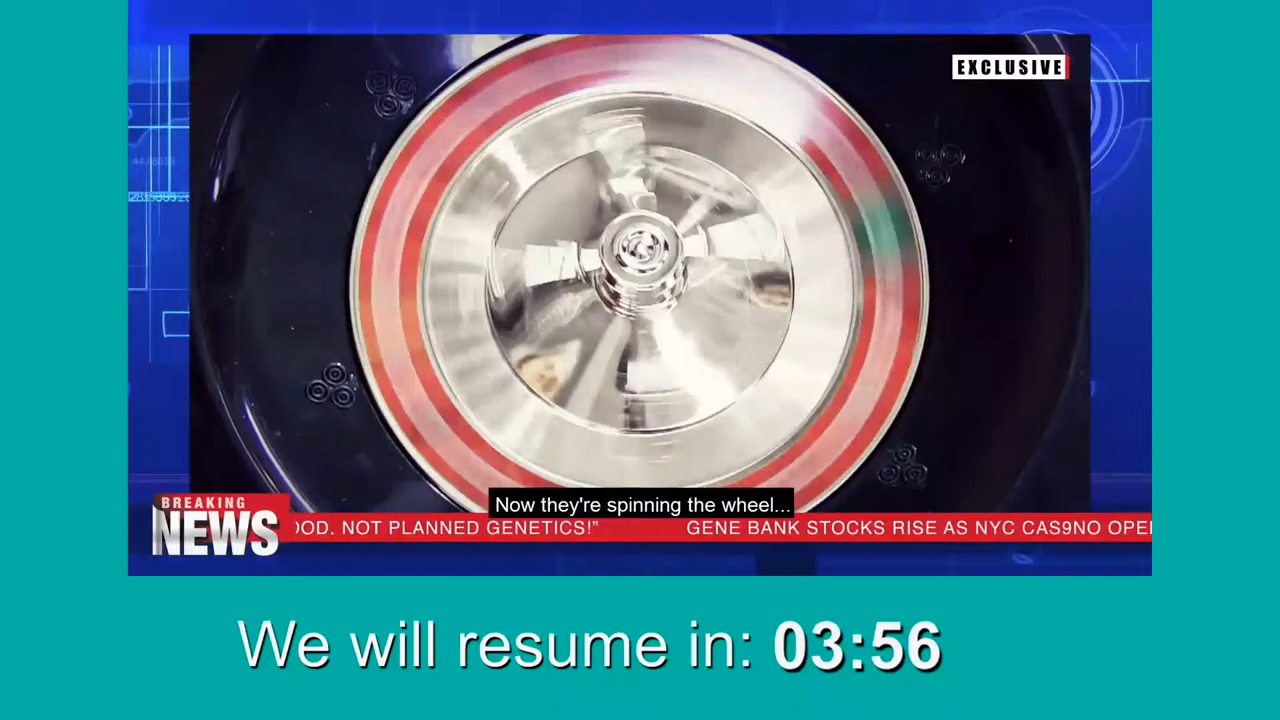 EXCLUSIVE
Now they're spinning the wheel...
BREAKING
NEWS
OOD. NOT PLANNED GENETICS!” GENE BANK STOCKS RISE AS NYC CAS9NO OPE
We will resume in: 03:56